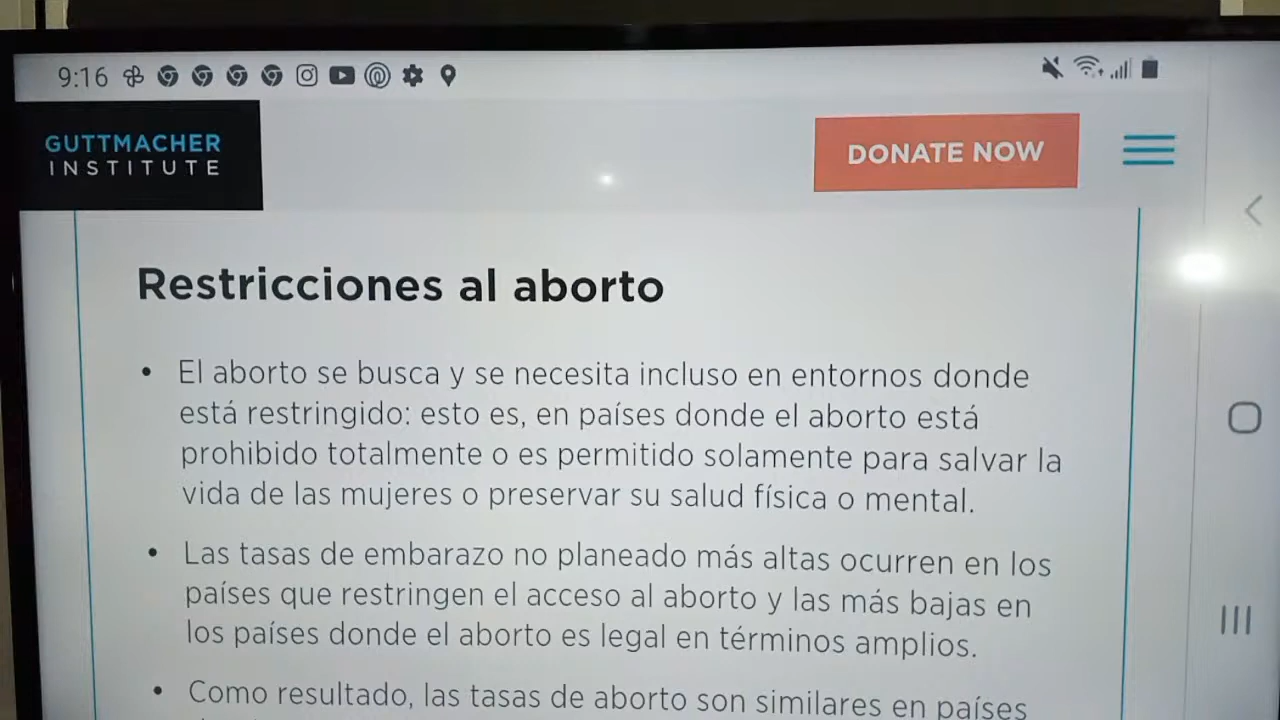 9:16
GUTTMACHER
INSTITUTE
DONATE NOW
Restricciones al aborto
• El aborto se busca y se necesita incluso en entornos donde
está restringido: esto es, en países donde el aborto está
prohibido totalmente o es permitido solamente para salvar la
vida de las mujeres o preservar su salud física o mental.
• Las tasas de embarazo no planeado más altas ocurren en los
países que restringen el acceso al aborto y las más bajas en
los países donde el aborto es legal en términos amplios.
• Como resultado, las tasas de aborto son similares en países